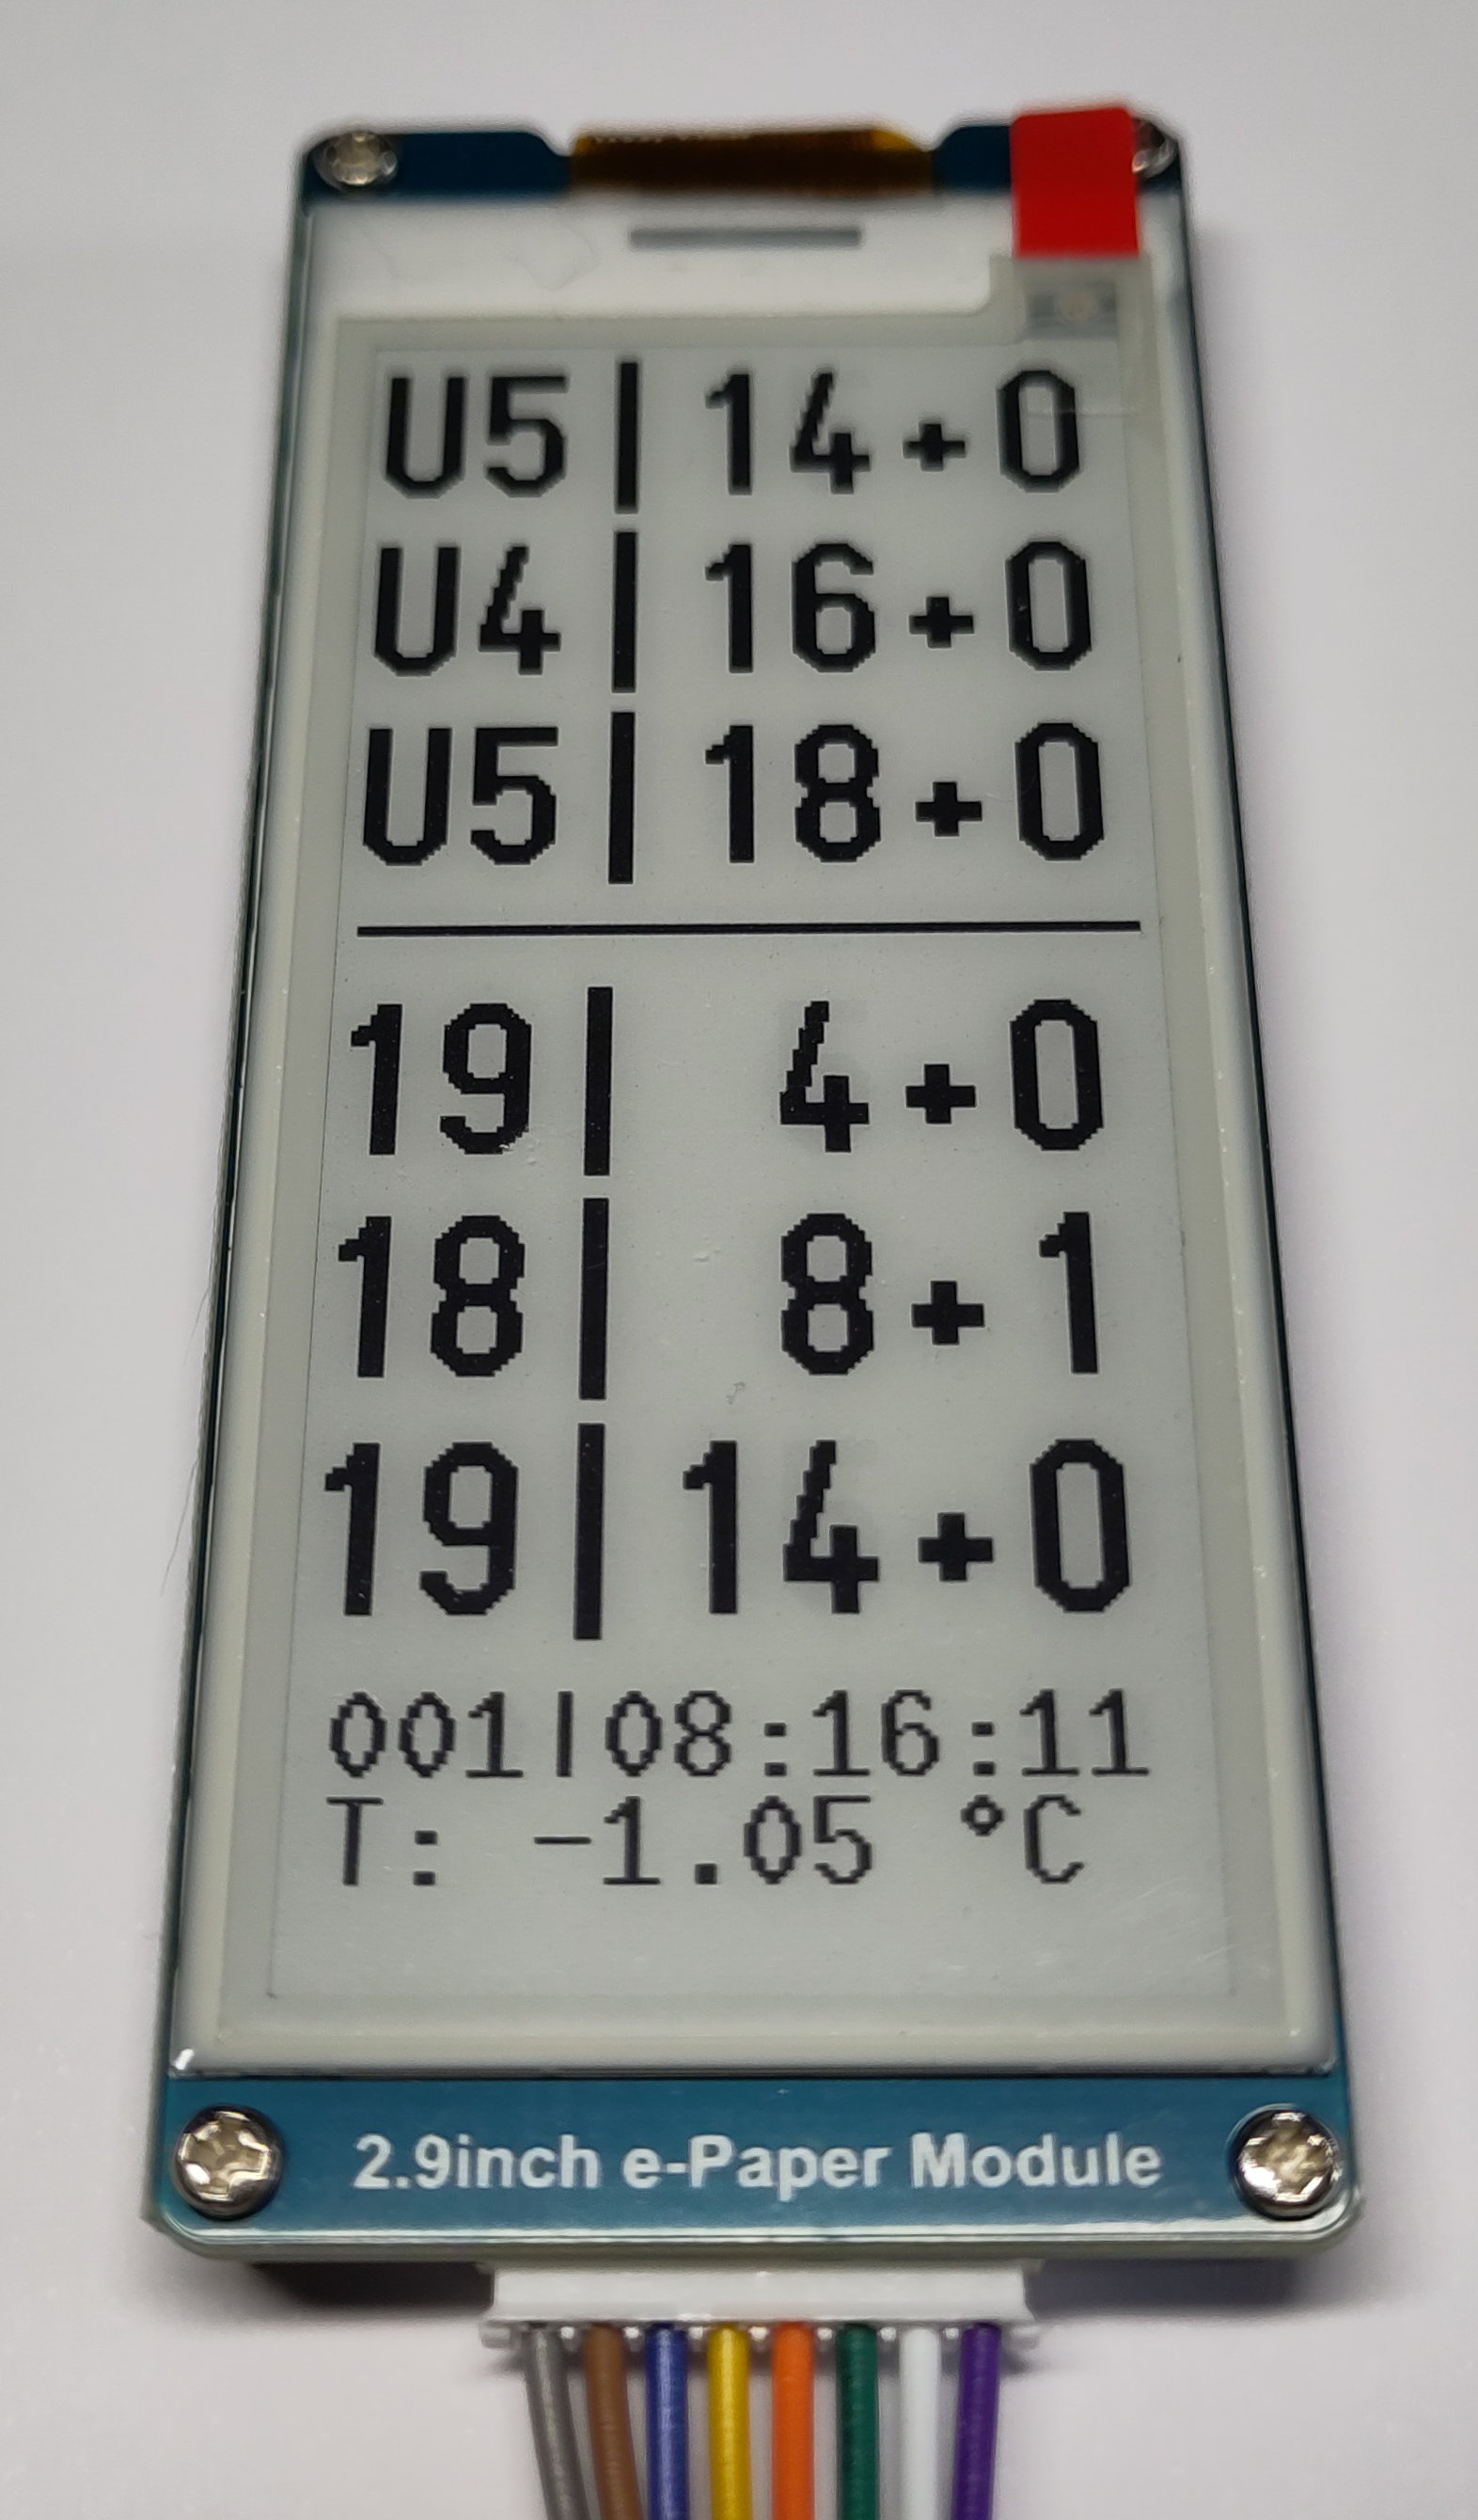 U5| 14+0
U4| 16+0
U5| 18+0
19| 4+0
18| 8+1
19| 14+0
001|08:16:11
T: -1.05 °C
2.9inch e-Paper Module